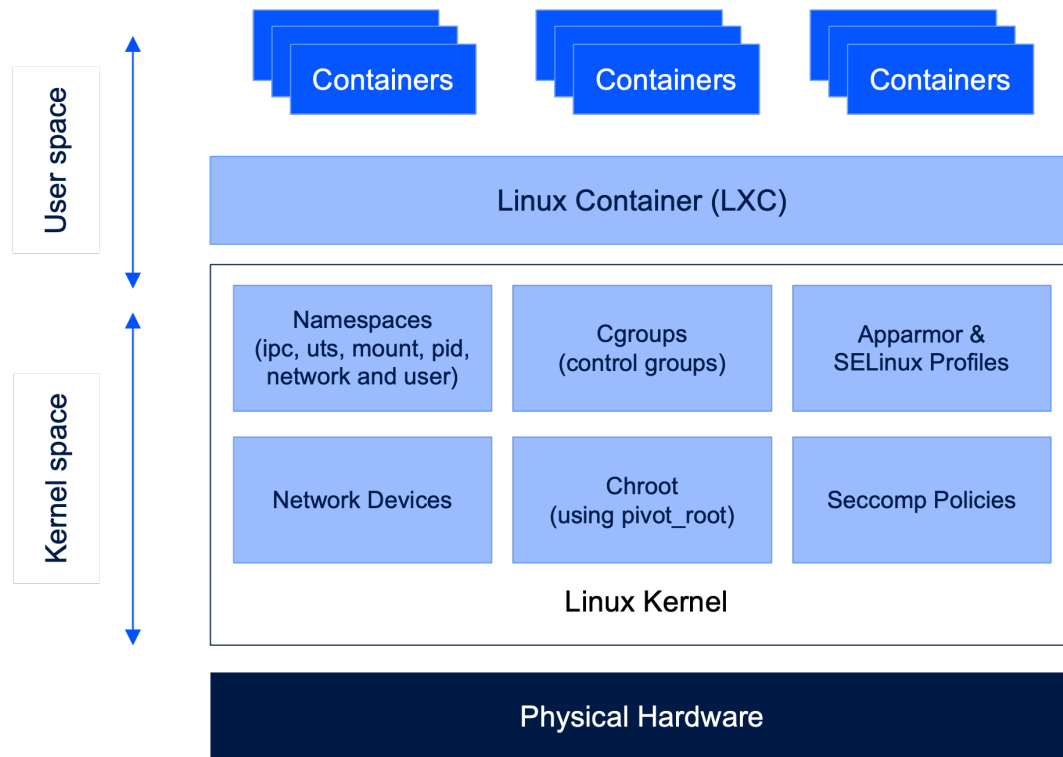 Containers
Containers
Containers
User space
Linux Container (LXC)
Namespaces
(ipc, uts, mount, pid,
network and user)
Cgroups
(control groups)
Apparmor &
SELinux Profiles
Kernel space
Network Devices
Chroot
(using pivot_root)
Seccomp Policies
Linux Kernel
Physical Hardware